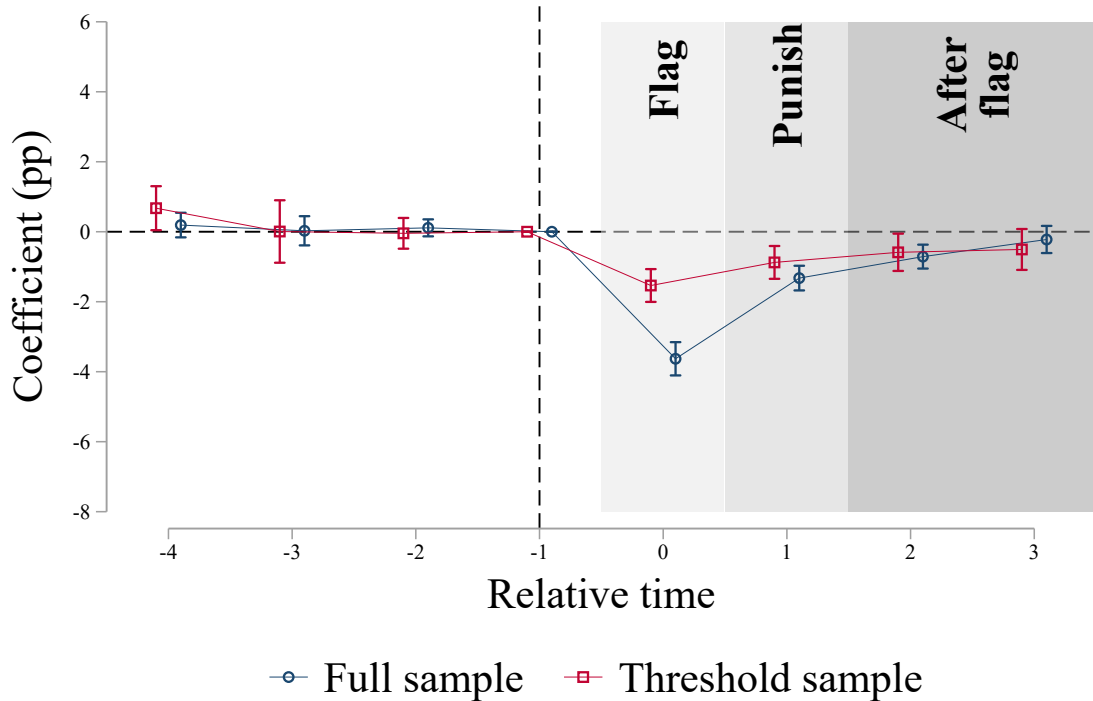 6
4
2
0
-2
-4
-6
-8
Coefficient (pp)
Flag
Punish
After
flag
-4 -3 -2 -1 0 1 2 3
Relative time
Full sample Threshold sample